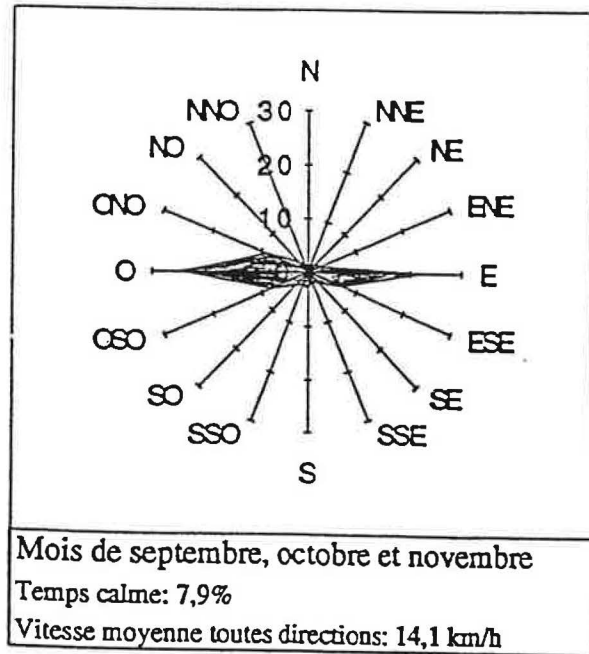 N
NNO 30 NNE
NO 20 NE
ONO 10 ENE
O 0 E
OSO ESE
SO SE
SSO SSE
S
Mois de septembre, octobre et novembre
Temps calme: 7,9%
Vitesse moyenne toutes directions: 14,1 km/h